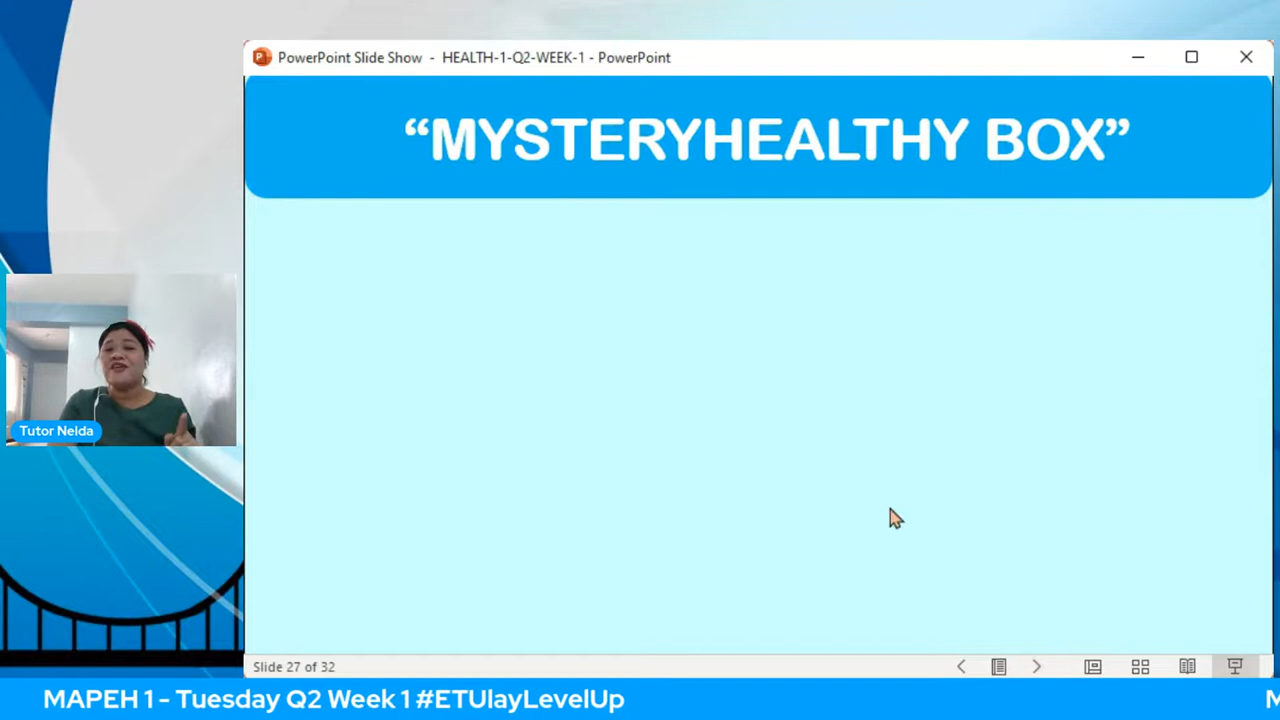 PowerPoint Slide Show - HEALTH-1-Q2-WEEK-1 - PowerPoint
“MYSTERYHEALTHY BOX”
Tutor Nelda
Slide 27 of 32
MAPEH 1 - Tuesday Q2 Week 1 #ETUlayLevelUp
M